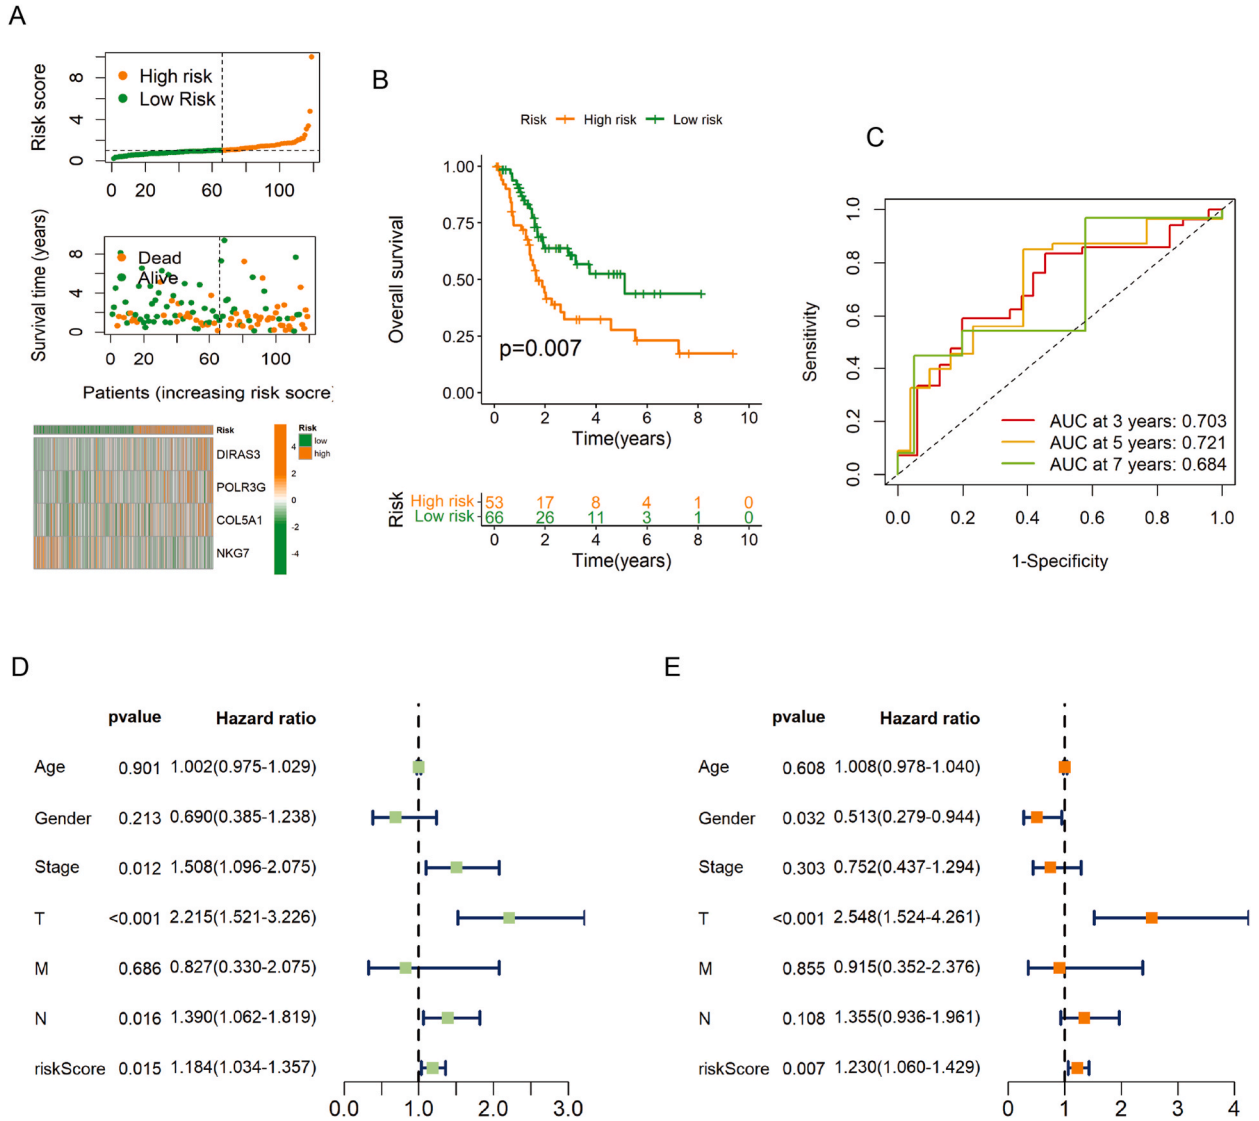 A
Risk score
8
4
0
High risk
Low Risk
0 20 60 100
Survival time (years)
8
4
0
Dead
Alive
0 20 60 100
Patients (increasing risk socre)
Risk
DIRAS3
POLR3G
COL5A1
NKG7
4
2
0
-2
-4
Risk
low
high
B
Risk High risk Low risk
Overall survival
1.00
0.75
0.50
0.25
0.00
p=0.007
0 2 4 6 8 10
Time(years)
Risk
High risk 53 17 8 4 1 0
Low risk 66 26 11 3 1 0
0 2 4 6 8 10
Time(years)
C
Sensitivity
1.0
0.8
0.6
0.4
0.2
0.0
AUC at 3 years: 0.703
AUC at 5 years: 0.721
AUC at 7 years: 0.684
0.0 0.2 0.4 0.6 0.8 1.0
1-Specificity
D
pvalue Hazard ratio
Age 0.901 1.002(0.975-1.029)
Gender 0.213 0.690(0.385-1.238)
Stage 0.012 1.508(1.096-2.075)
T <0.001 2.215(1.521-3.226)
M 0.686 0.827(0.330-2.075)
N 0.016 1.390(1.062-1.819)
riskScore 0.015 1.184(1.034-1.357)
0.0 1.0 2.0 3.0
E
pvalue Hazard ratio
Age 0.608 1.008(0.978-1.040)
Gender 0.032 0.513(0.279-0.944)
Stage 0.303 0.752(0.437-1.294)
T <0.001 2.548(1.524-4.261)
M 0.855 0.915(0.352-2.376)
N 0.108 1.355(0.936-1.961)
riskScore 0.007 1.230(1.060-1.429)
0 1 2 3 4